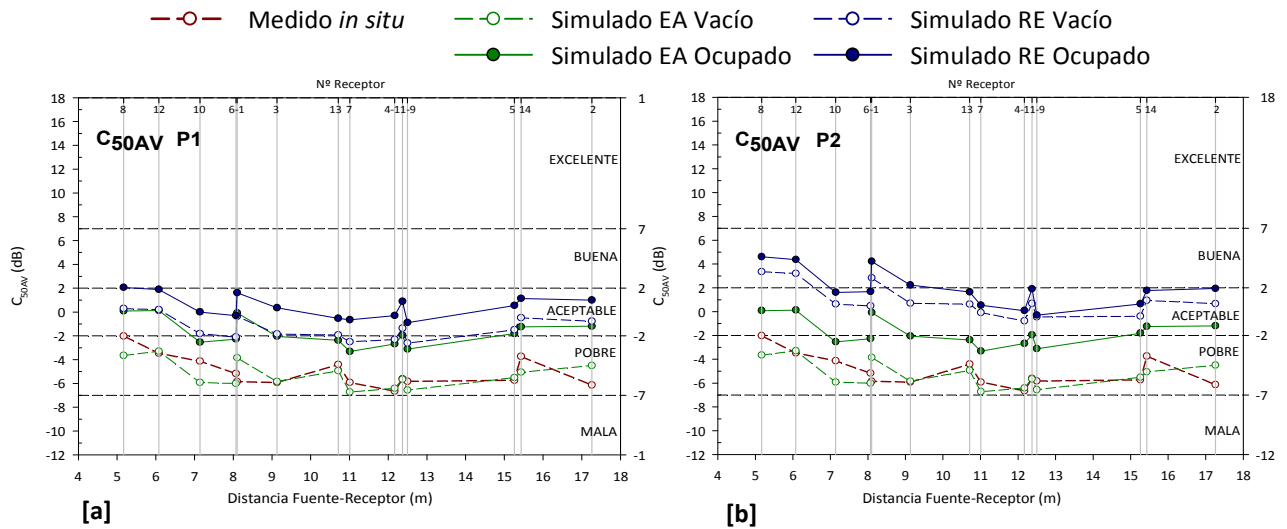 Medido in situ
Simulado EA Vacío
Simulado RE Vacío
Simulado EA Ocupado
Simulado RE Ocupado
Nº Receptor
8 12 10 6-1 3 13 7 4-11-9 5 14 2
C50AV P1
18
16
14
12
10
8
6
4
2
0
-2
-4
-6
-8
-10
-12
C50AV (dB)
EXCELENTE
BUENA
ACEPTABLE
POBRE
MALA
1
7
2
-2
-7
-1
4 5 6 7 8 9 10 11 12 13 14 15 16 17 18
Distancia Fuente-Receptor (m)
[a]
Nº Receptor
8 12 10 6-1 3 13 7 4-11-9 5 14 2
C50AV P2
18
16
14
12
10
8
6
4
2
0
-2
-4
-6
-8
-10
-12
C50AV (dB)
EXCELENTE
BUENA
ACEPTABLE
POBRE
MALA
18
7
2
-2
-7
-12
4 5 6 7 8 9 10 11 12 13 14 15 16 17 18
Distancia Fuente-Receptor (m)
[b]